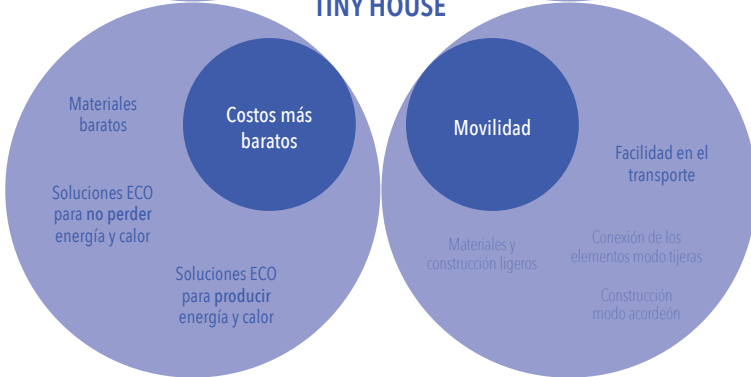 TINY HOUSE
Costos más
baratos
Materiales
baratos
Soluciones ECO
para no perder
energía y calor
Soluciones ECO
para producir
energía y calor
Movilidad
Facilidad en el
transporte
Materiales y
construcción ligeros
Conexión de los
elementos modo tijeras
Construcción
modo acordeón